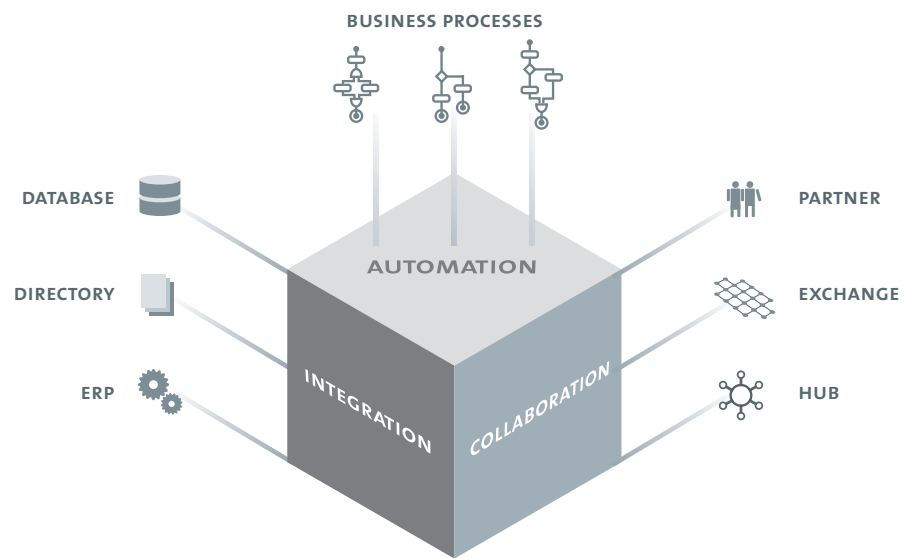 BUSINESS PROCESSES
DATABASE
PARTNER
AUTOMATION
DIRECTORY
EXCHANGE
ERP
INTEGRATION
COLLABORATION
HUB